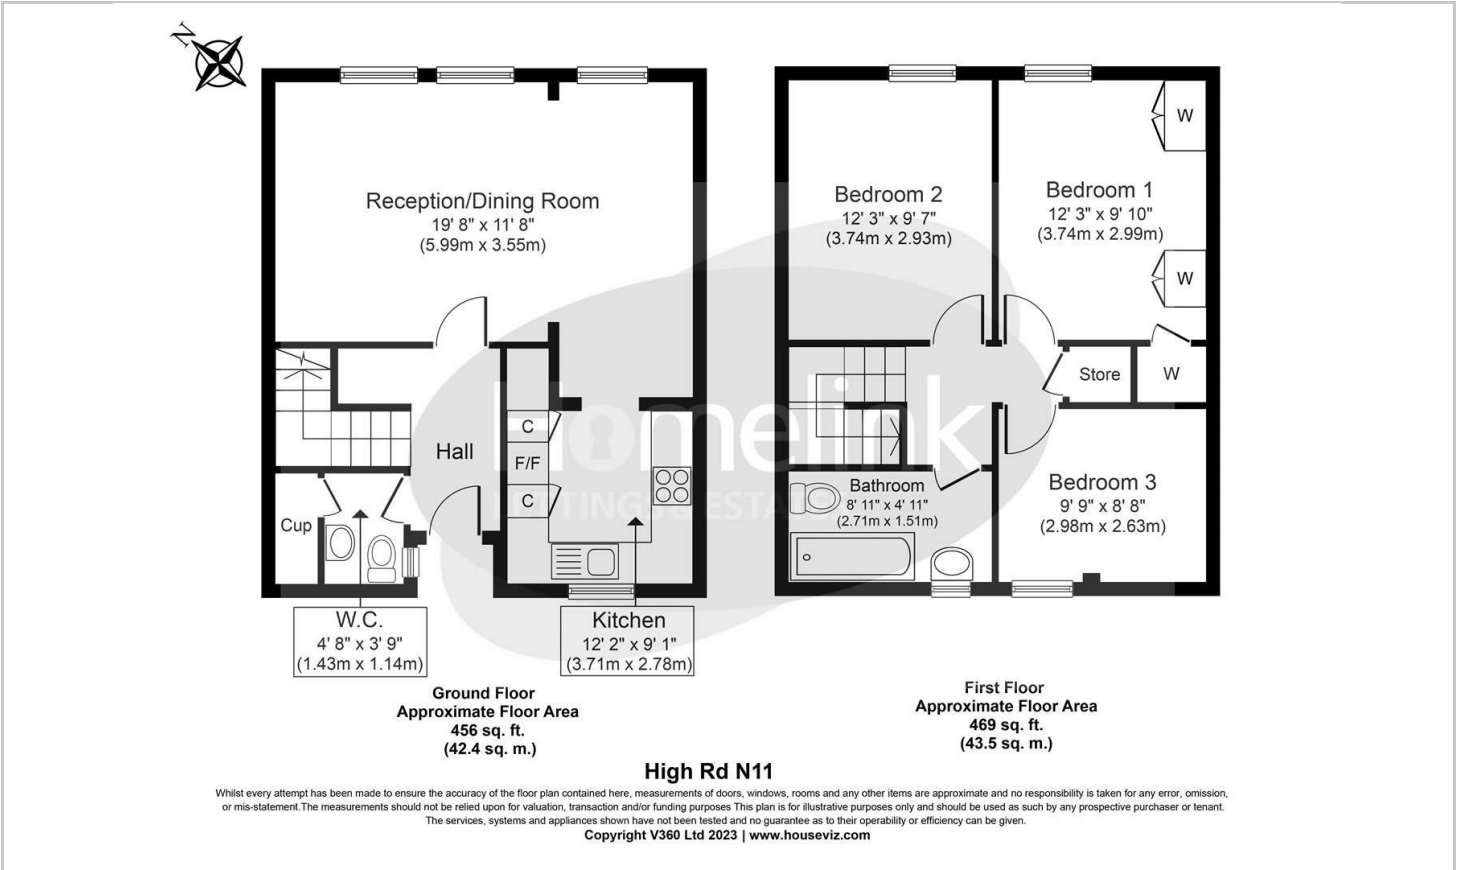 N
Reception/Dining Room
19' 8" x 11' 8"
(5.99m x 3.55m)
Hall
C
F/F
C
Cup
W.C.
4' 8" x 3' 9"
(1.43m x 1.14m)
Kitchen
12' 2" x 9' 1"
(3.71m x 2.78m)
Ground Floor
Approximate Floor Area
456 sq. ft.
(42.4 sq. m.)
Bedroom 2
12' 3" x 9' 7"
(3.74m x 2.93m)
Bedroom 1
12' 3" x 9' 10"
(3.74m x 2.99m)
W
W
W
Store
Bathroom
8' 11" x 4' 11"
(2.71m x 1.51m)
Bedroom 3
9' 9" x 8' 8"
(2.98m x 2.63m)
First Floor
Approximate Floor Area
469 sq. ft.
(43.5 sq. m.)
Homelink
LETTINGS & ESTATE
High Rd N11
Whilst every attempt has been made to ensure the accuracy of the floor plan contained here, measurements of doors, windows, rooms and any other items are approximate and no responsibility is taken for any error, omission,
or mis-statement.The measurements should not be relied upon for valuation, transaction and/or funding purposes This plan is for illustrative purposes only and should be used as such by any prospective purchaser or tenant.
The services, systems and appliances shown have not been tested and no guarantee as to their operability or efficiency can be given.
Copyright V360 Ltd 2023 | www.houseviz.com